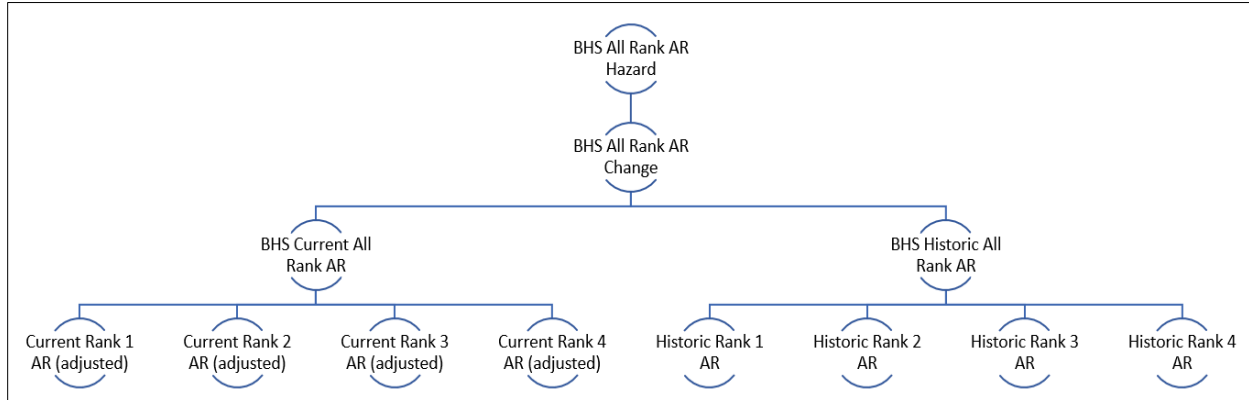 BHS All Rank AR
Hazard
BHS All Rank AR
Change
BHS Current All
Rank AR
BHS Historic All
Rank AR
Current Rank 1
AR (adjusted)
Current Rank 2
AR (adjusted)
Current Rank 3
AR (adjusted)
Current Rank 4
AR (adjusted)
Historic Rank 1
AR
Historic Rank 2
AR
Historic Rank 3
AR
Historic Rank 4
AR